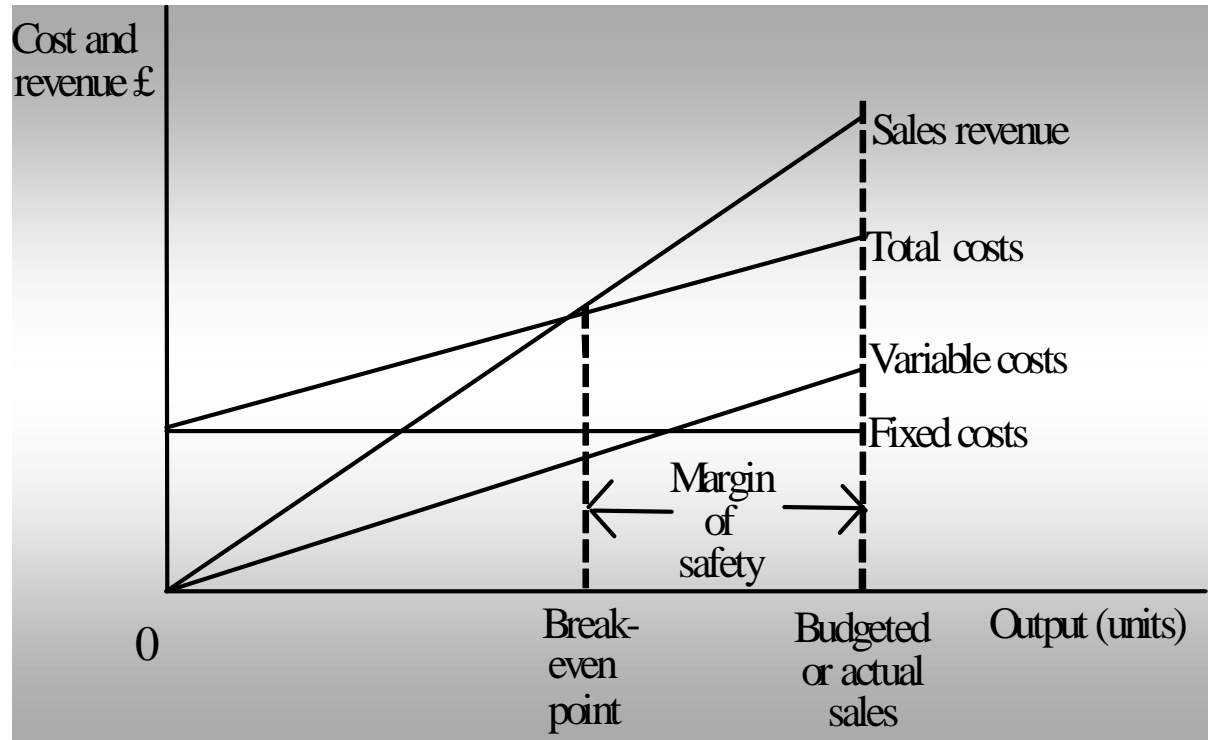 Cost and
revenue £
Sales revenue
Total costs
Variable costs
Fixed costs
Margin
of
safety
0
Break-
even
point
Budgeted
or actual
sales
Output (units)